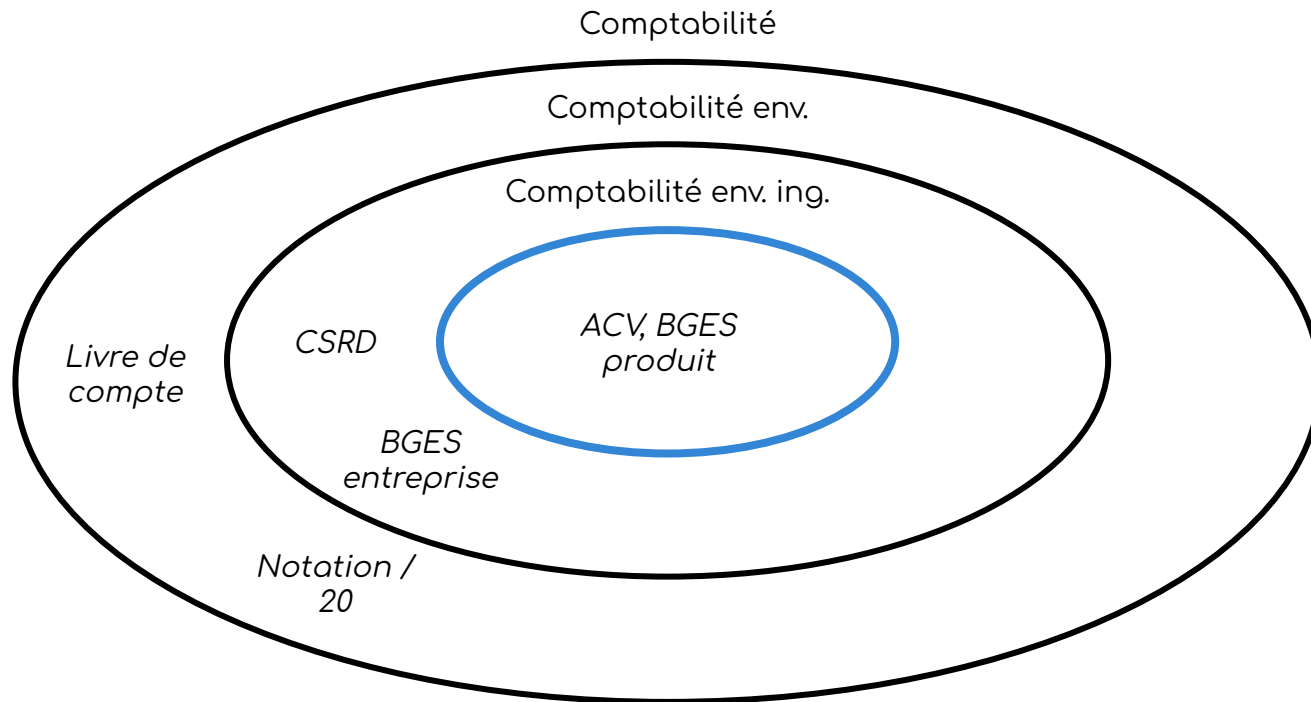 Comptabilité
Comptabilité env.
Comptabilité env. ing.
ACV, BGES
produit
CSRD
Livre de
compte
BGES
entreprise
Notation /
20